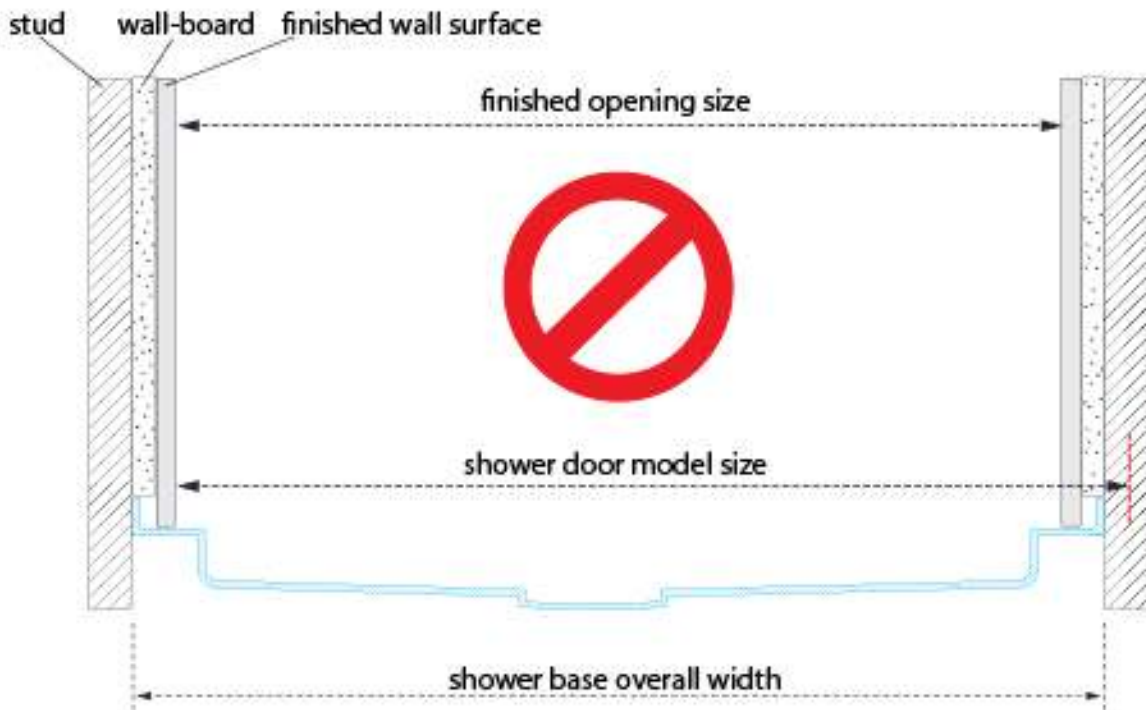 stud wall-board finished wall surface
finished opening size
shower door model size
shower base overall width